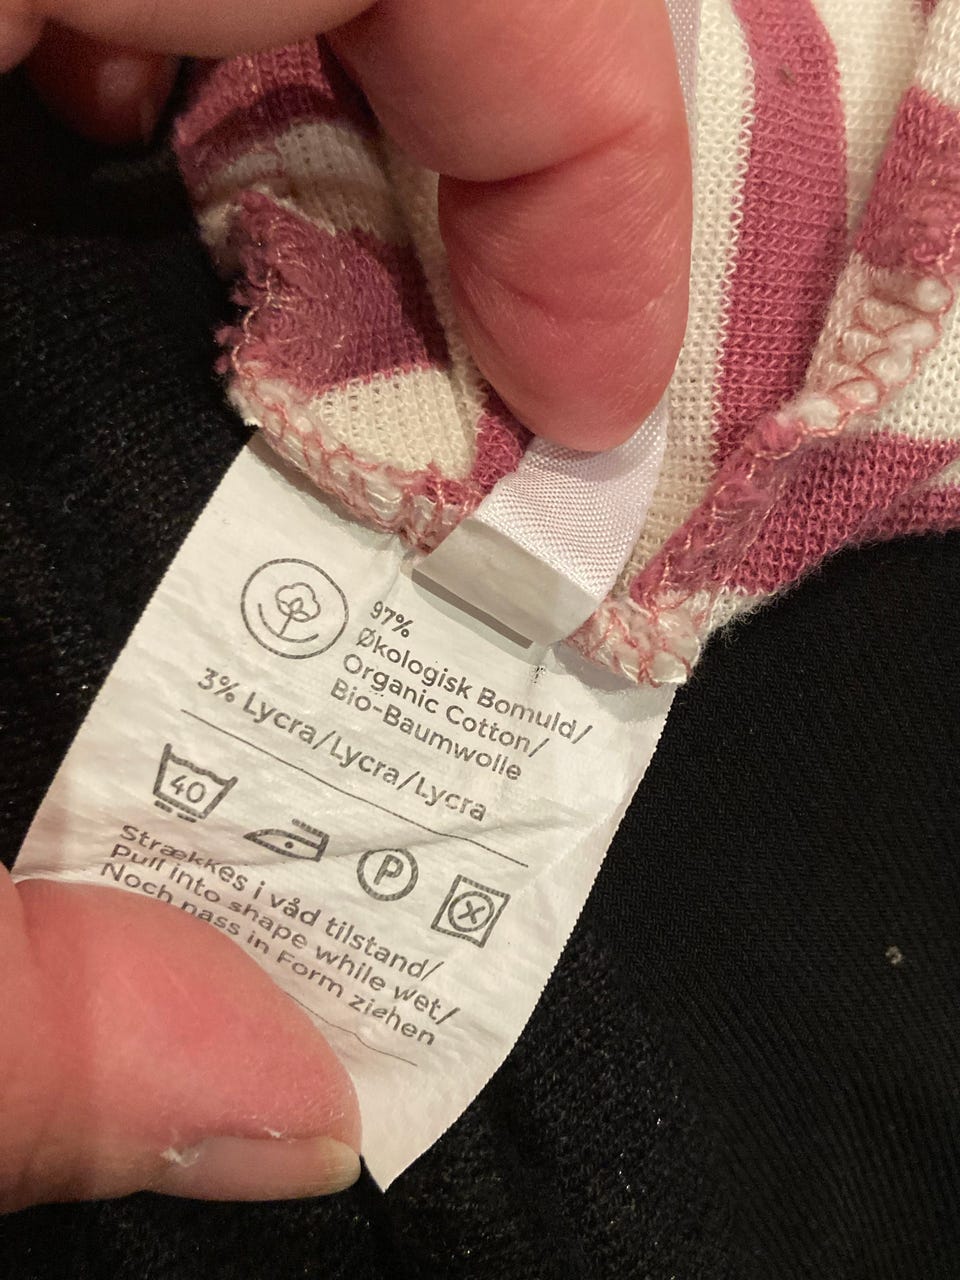 97%
Økologisk Bomuld/
Organic Cotton/
Bio-Baumwolle
3% Lycra/Lycra/Lycra
40
P
Strækkes i våd tilstand/
Pull into shape while wet/
Noch nass in Form ziehen